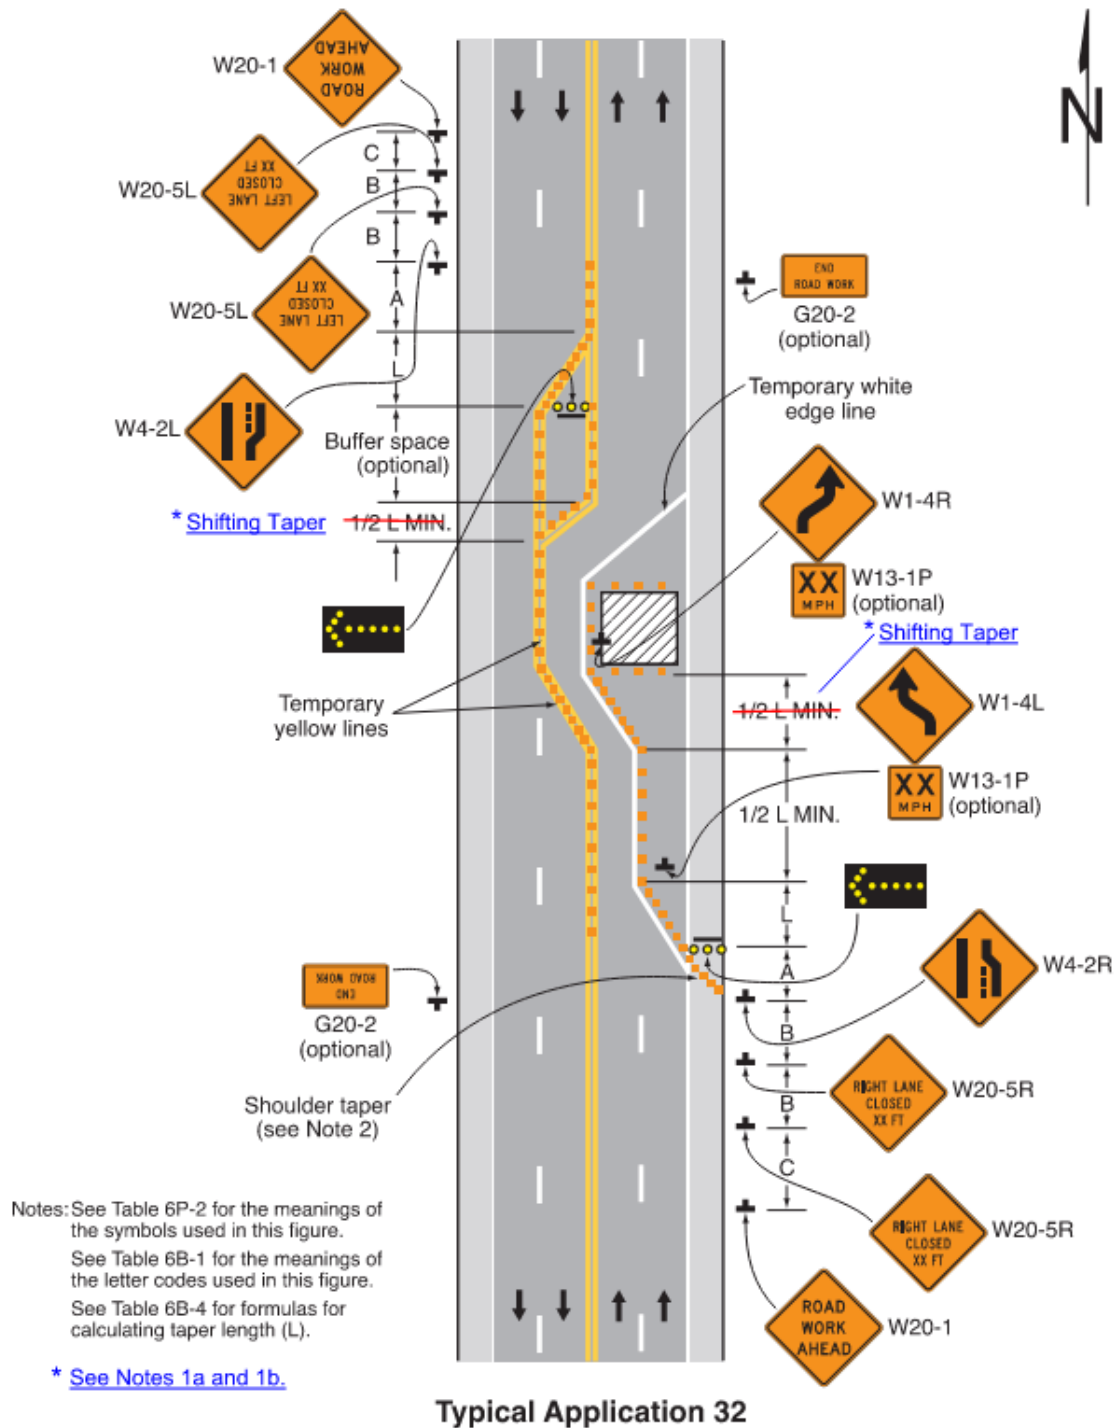 ROAD
WORK
AHEAD
W20-1
C
LEFT LANE
CLOSED
XX FT
W20-5L
B
B
LEFT LANE
CLOSED
XX FT
W20-5L
A
L
W4-2L
Buffer space
(optional)
* Shifting Taper
1/2 L MIN.
Temporary
yellow lines
N
END
ROAD WORK
G20-2
(optional)
Temporary white
edge line
W1-4R
XX
MPH
W13-1P
(optional)
* Shifting Taper
1/2 L MIN.
W1-4L
XX
MPH
W13-1P
(optional)
1/2 L MIN.
L
A
W4-2R
END
ROAD WORK
G20-2
(optional)
B
RIGHT LANE
CLOSED
XX FT
W20-5R
Shoulder taper
(see Note 2)
B
C
RIGHT LANE
CLOSED
XX FT
W20-5R
ROAD
WORK
AHEAD
W20-1
Notes: See Table 6P-2 for the meanings of
the symbols used in this figure.
See Table 6B-1 for the meanings of
the letter codes used in this figure.
See Table 6B-4 for formulas for
calculating taper length (L).
* See Notes 1a and 1b.
Typical Application 32